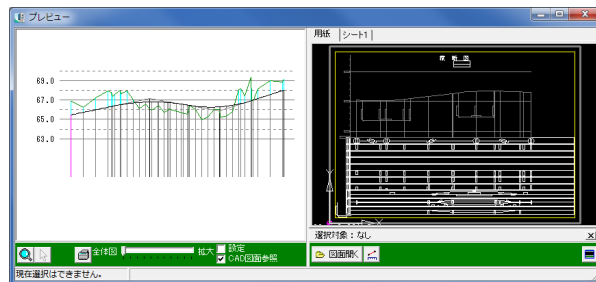 プレビュー
用紙 シート1
縦断図
69.0
67.0
65.0
63.0
選択対象：なし
全体図 拡大 設定
CAD図面参照
図面開く
現在選択はできません。